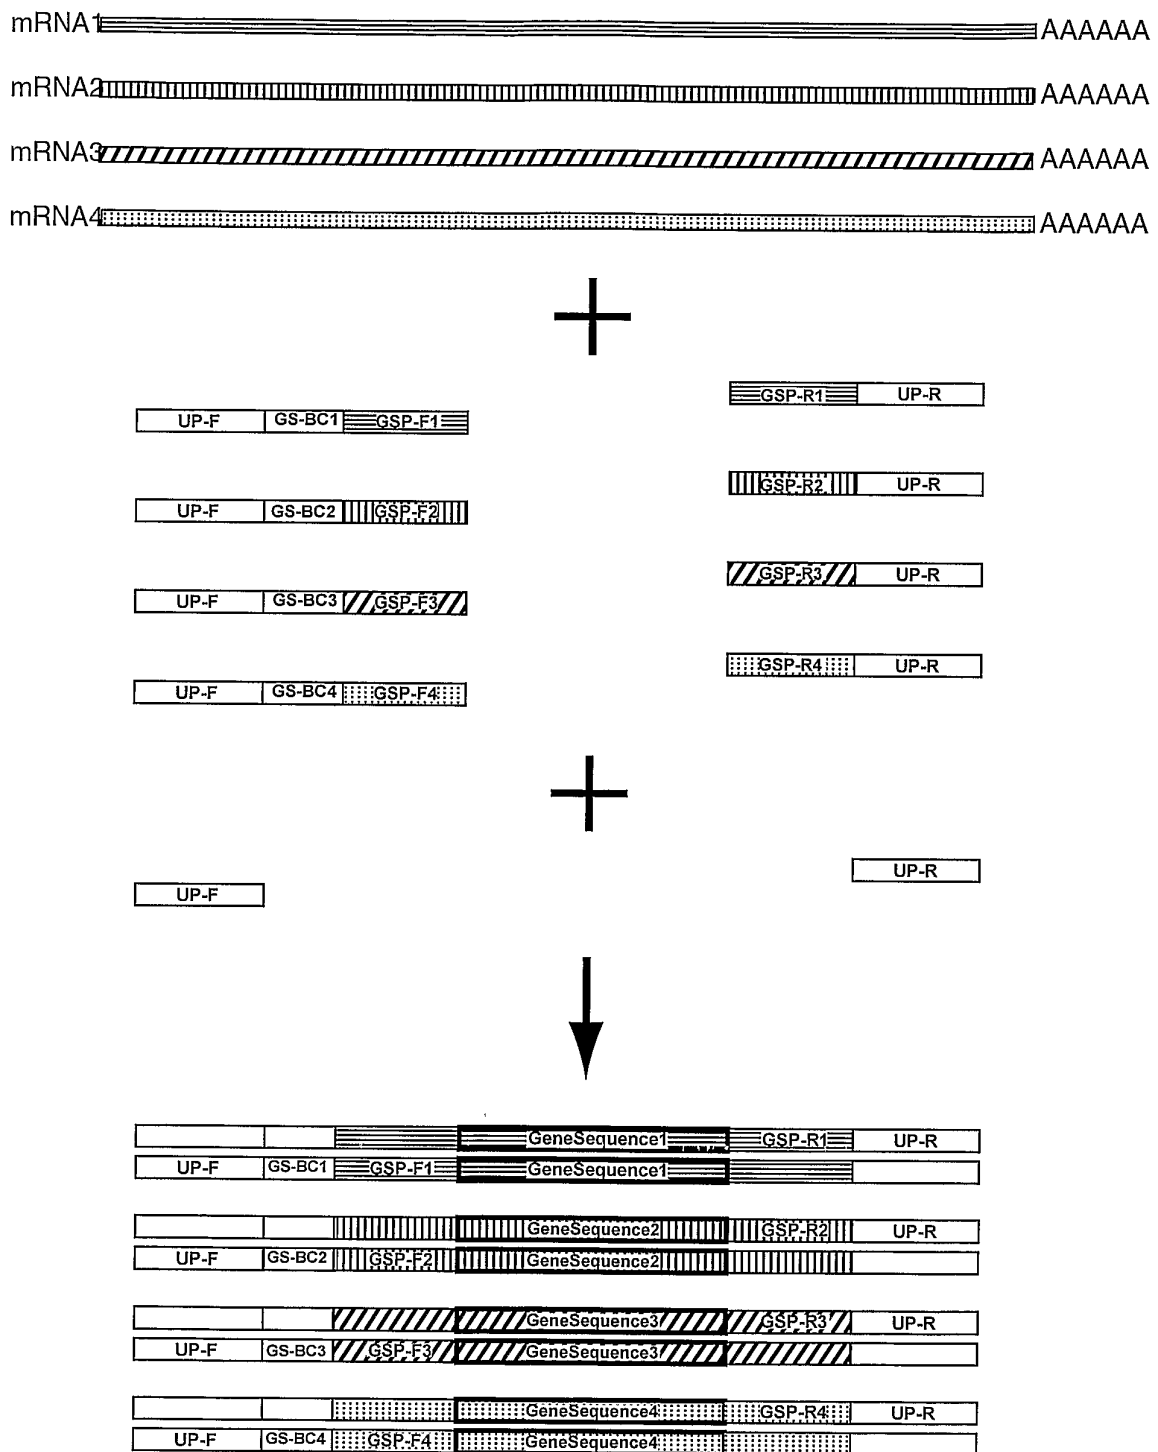 mRNA1 AAAAAA
mRNA2 AAAAAA
mRNA3 AAAAAA
mRNA4 AAAAAA
GSP-R1 UP-R
UP-F GS-BC1 GSP-F1
GSP-R2 UP-R
UP-F GS-BC2 GSP-F2
GSP-R3 UP-R
UP-F GS-BC3 GSP-F3
GSP-R4 UP-R
UP-F GS-BC4 GSP-F4
UP-R
UP-F
GeneSequence1 GSP-R1 UP-R
UP-F GS-BC1 GSP-F1 GeneSequence1
GeneSequence2 GSP-R2 UP-R
UP-F GS-BC2 GSP-F2 GeneSequence2
GeneSequence3 GSP-R3 UP-R
UP-F GS-BC3 GSP-F3 GeneSequence3
GeneSequence4 GSP-R4 UP-R
UP-F GS-BC4 GSP-F4 GeneSequence4